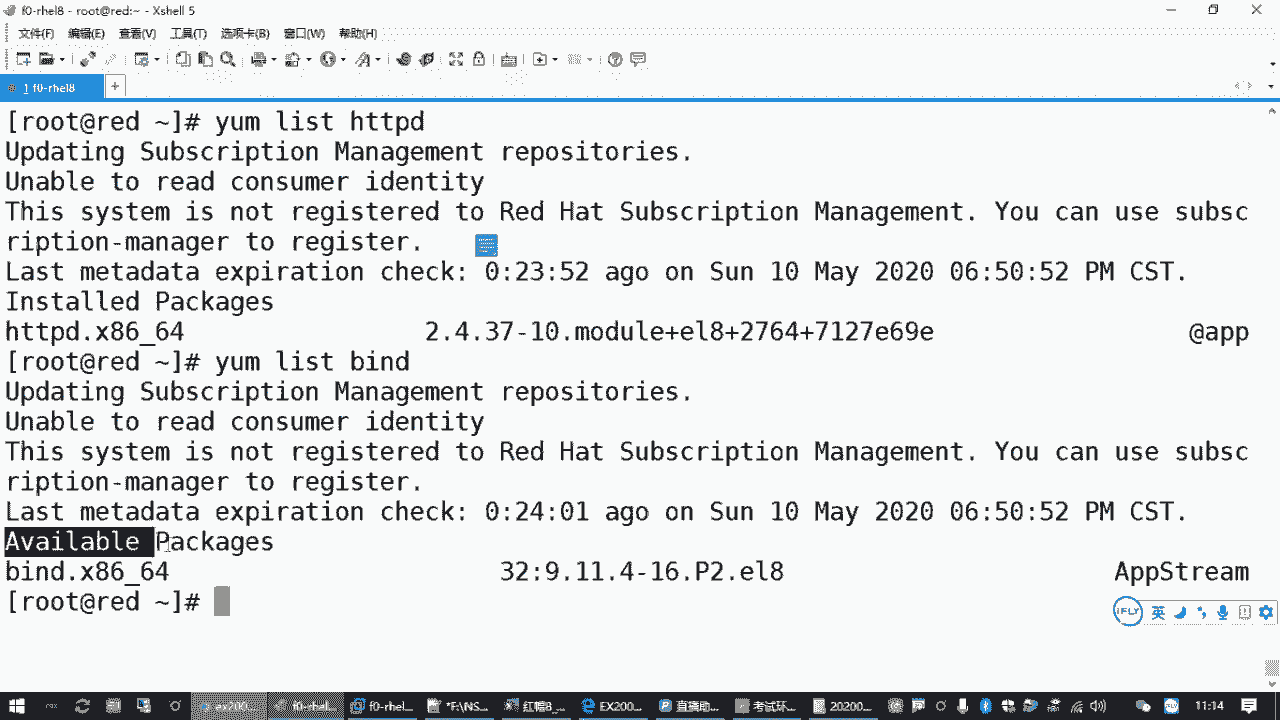 f0-rhel8 - root@red:~ - Xshell 5
文件(F) 编辑(E) 查看(V) 工具(T) 选项卡(B) 窗口(W) 帮助(H)
1 f0-rhel8
[root@red ~]# yum list httpd
Updating Subscription Management repositories.
Unable to read consumer identity
This system is not registered to Red Hat Subscription Management. You can use subsc
ription-manager to register.
Last metadata expiration check: 0:23:52 ago on Sun 10 May 2020 06:50:52 PM CST.
Installed Packages
httpd.x86_64 2.4.37-10.module+el8+2764+7127e69e @app
[root@red ~]# yum list bind
Updating Subscription Management repositories.
Unable to read consumer identity
This system is not registered to Red Hat Subscription Management. You can use subsc
ription-manager to register.
Last metadata expiration check: 0:24:01 ago on Sun 10 May 2020 06:50:52 PM CST.
Available Packages
bind.x86_64 32:9.11.4-16.P2.el8 AppStream
[root@red ~]#
iFLY 英
ex200... f0-rhel... f0-rhel... *F:\NS... 红帽8_... EX200... 直播助... 考试环... 20200... 11:14